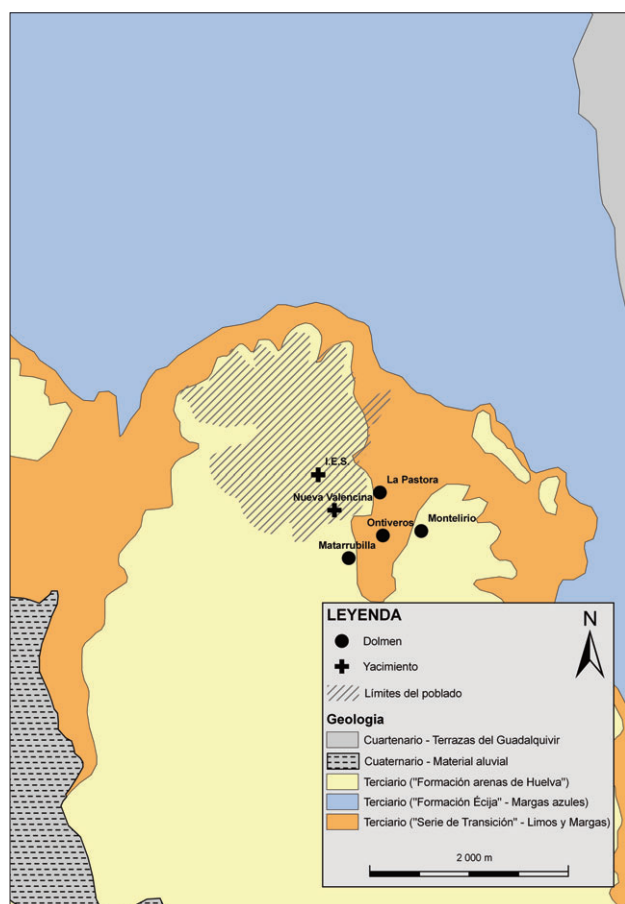 I.E.S.
La Pastora
Nueva Valencina
Ontiveros
Montelirio
Matarrubilla
LEYENDA
N
Dolmen
Yacimiento
Límites del poblado
Geologia
Cuartenario - Terrazas del Guadalquivir
Cuaternario - Material aluvial
Terciario ("Formación arenas de Huelva")
Terciario ("Formación Écija" - Margas azules)
Terciario ("Serie de Transición" - Limos y Margas)
2 000 m